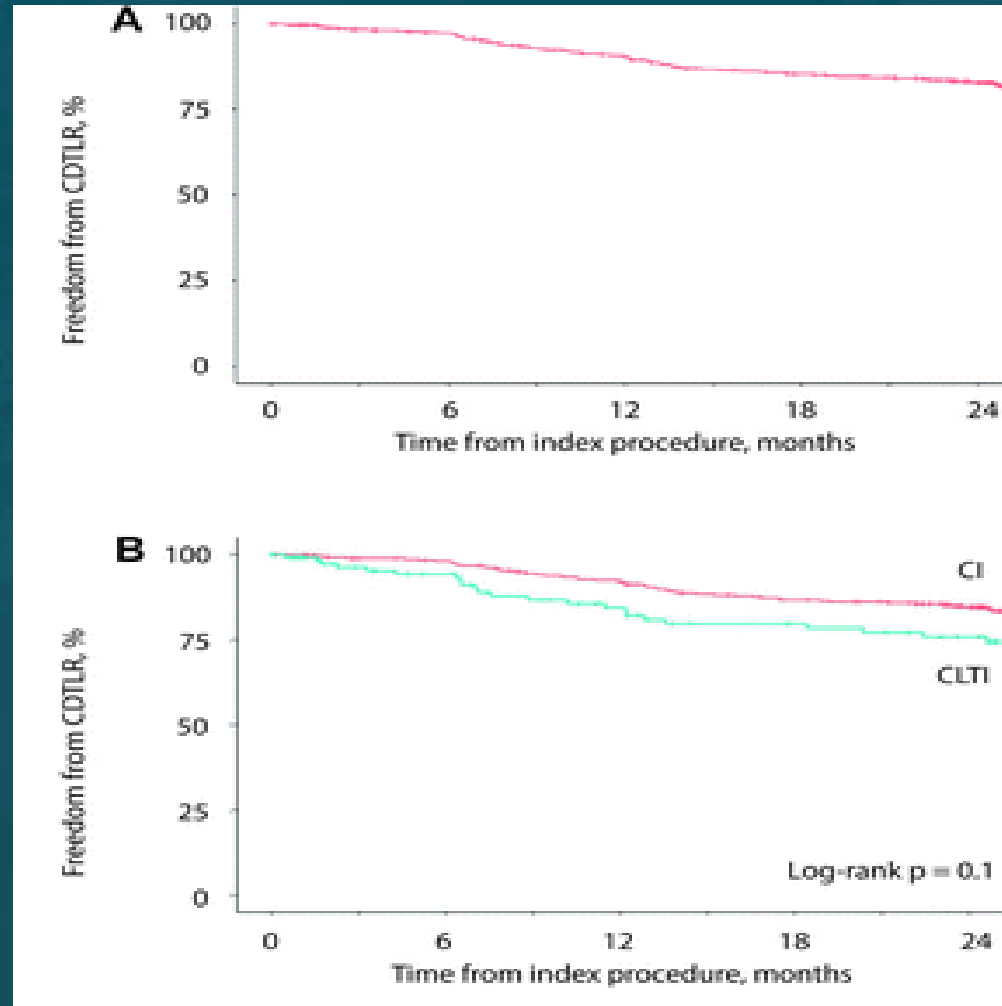 A
Freedom from CDTLR, %
100
75
50
25
0
0 6 12 18 24
Time from index procedure, months
B
Freedom from CDTLR, %
100
75
50
25
0
CI
CLTI
Log-rank p = 0.1
0 6 12 18 24
Time from index procedure, months